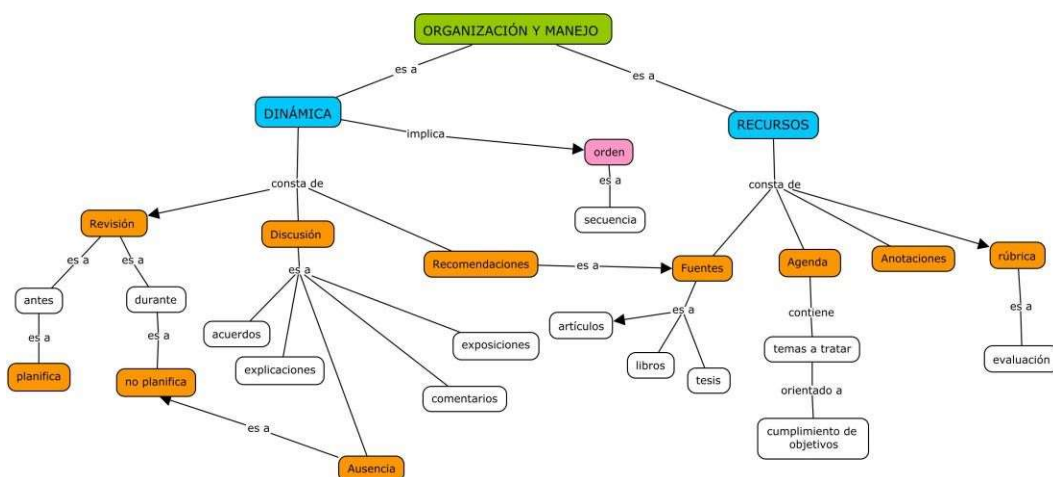 ORGANIZACIÓN Y MANEJO
es a
es a
DINÁMICA
RECURSOS
implica
orden
es a
secuencia
consta de
consta de
Revisión
Discusión
Recomendaciones
es a
Fuentes
Agenda
Anotaciones
rúbrica
es a
es a
es a
antes
durante
es a
es a
planifica
no planifica
acuerdos
explicaciones
exposiciones
comentarios
es a
Ausencia
es a
artículos
libros
tesis
contiene
temas a tratar
orientado a
cumplimiento de
objetivos
es a
evaluación